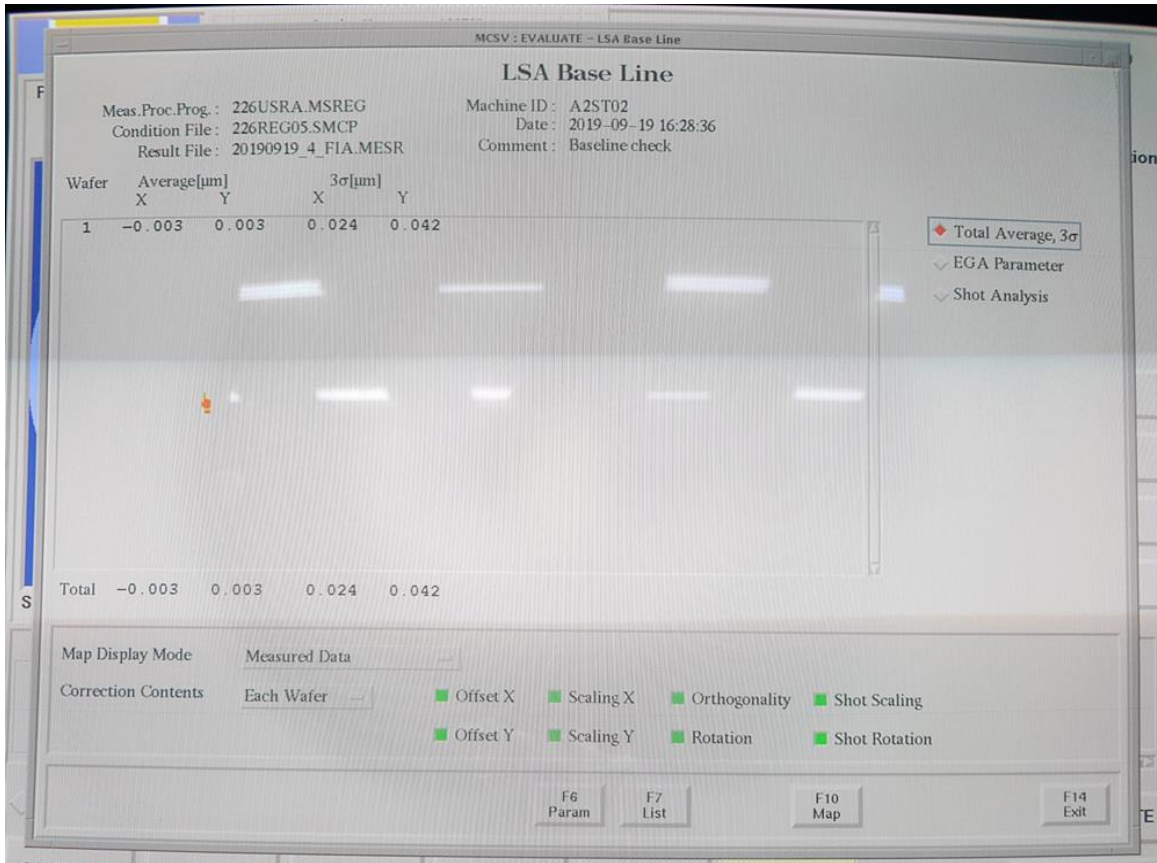 MCSV : EVALUATE - LSA Base Line
LSA Base Line
Meas.Proc.Prog. : 226USRA.MSREG Machine ID : A2ST02
Condition File : 226REG05.SMCP Date : 2019-09-19 16:28:36
Result File : 20190919_4_FIA.MESR Comment : Baseline check
Wafer Average[μm] 3σ[μm]
X Y X Y
1 -0.003 0.003 0.024 0.042
Total Average, 3σ
EGA Parameter
Shot Analysis
Total -0.003 0.003 0.024 0.042
Map Display Mode Measured Data
Correction Contents Each Wafer Offset X Scaling X Orthogonality Shot Scaling
Offset Y Scaling Y Rotation Shot Rotation
F6 F7 F10 F14
Param List Map Exit